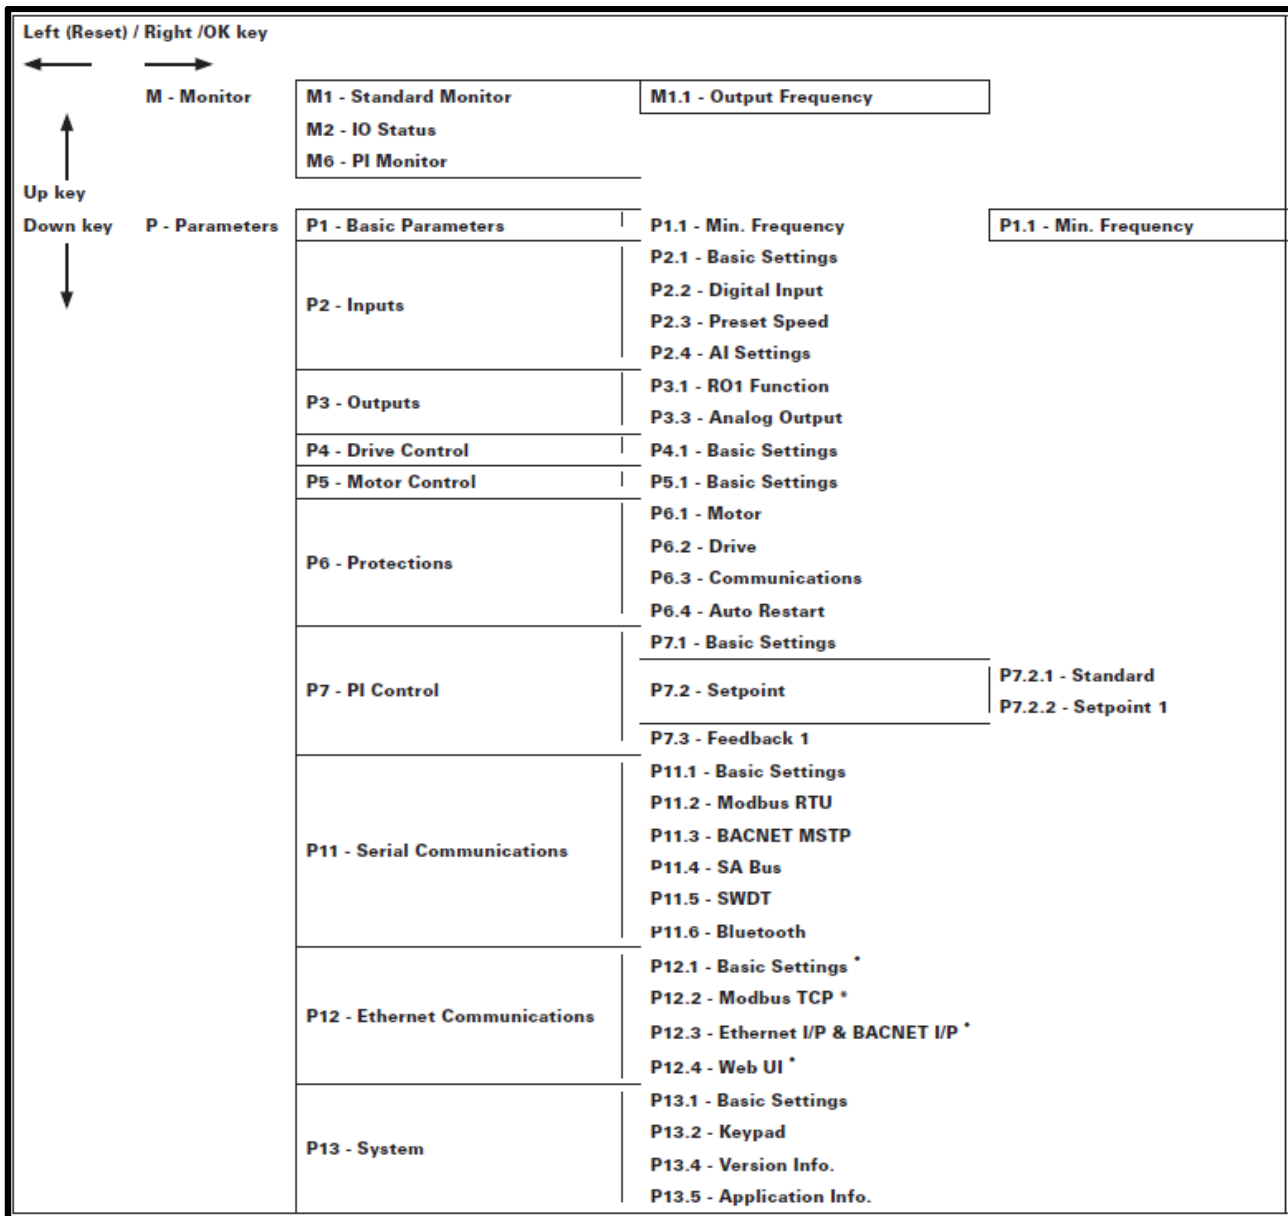 Left (Reset) / Right /OK key
M - Monitor
M1 - Standard Monitor
M1.1 - Output Frequency
M2 - IO Status
M6 - PI Monitor
Up key
Down key
P - Parameters
P1 - Basic Parameters
P1.1 - Min. Frequency
P1.1 - Min. Frequency
P2 - Inputs
P2.1 - Basic Settings
P2.2 - Digital Input
P2.3 - Preset Speed
P2.4 - AI Settings
P3 - Outputs
P3.1 - RO1 Function
P3.3 - Analog Output
P4 - Drive Control
P4.1 - Basic Settings
P5 - Motor Control
P5.1 - Basic Settings
P6 - Protections
P6.1 - Motor
P6.2 - Drive
P6.3 - Communications
P6.4 - Auto Restart
P7 - PI Control
P7.1 - Basic Settings
P7.2 - Setpoint
P7.2.1 - Standard
P7.2.2 - Setpoint 1
P7.3 - Feedback 1
P11 - Serial Communications
P11.1 - Basic Settings
P11.2 - Modbus RTU
P11.3 - BACNET MSTP
P11.4 - SA Bus
P11.5 - SWDT
P11.6 - Bluetooth
P12 - Ethernet Communications
P12.1 - Basic Settings *
P12.2 - Modbus TCP *
P12.3 - Ethernet I/P & BACNET I/P *
P12.4 - Web UI *
P13 - System
P13.1 - Basic Settings
P13.2 - Keypad
P13.4 - Version Info.
P13.5 - Application Info.